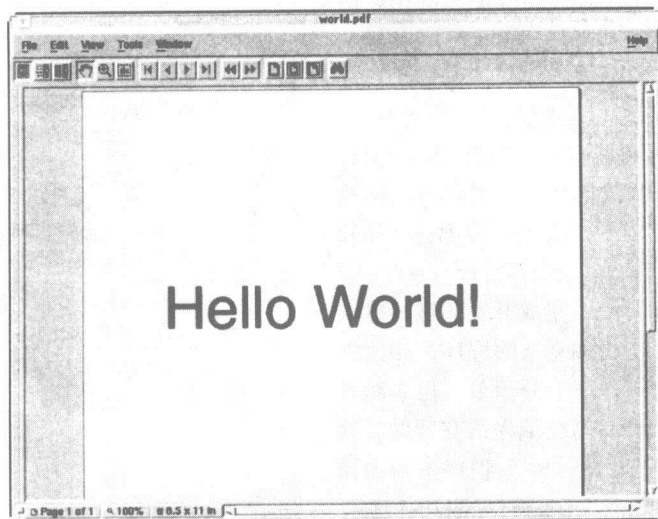 world.pdf
File Edit View Tools Window Help
Hello World!
Page 1 of 1 100% 8.5 x 11 in